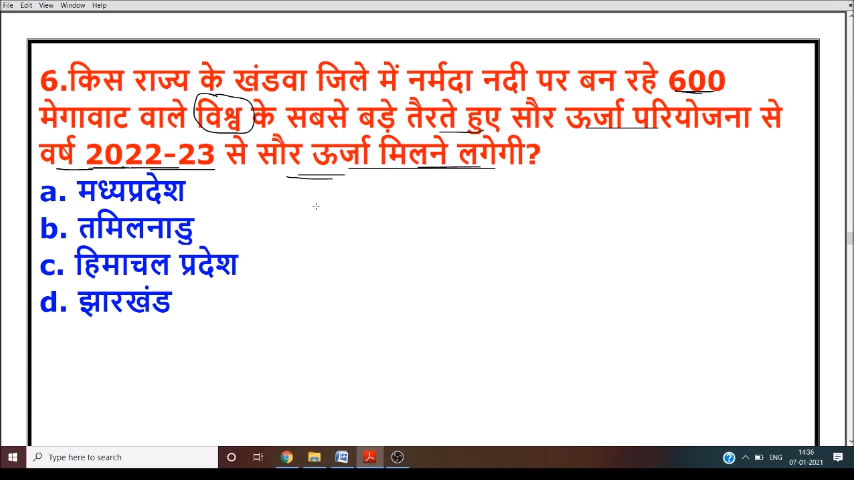 File Edit View Window Help
6.किस राज्य के खंडवा जिले में नर्मदा नदी पर बन रहे 600
मेगावाट वाले विश्व के सबसे बड़े तैरते हुए सौर ऊर्जा परियोजना से
वर्ष 2022-23 से सौर ऊर्जा मिलने लगेगी?
a. मध्यप्रदेश
b. तमिलनाडु
c. हिमाचल प्रदेश
d. झारखंड
Type here to search
ENG
14:36
07-01-2021